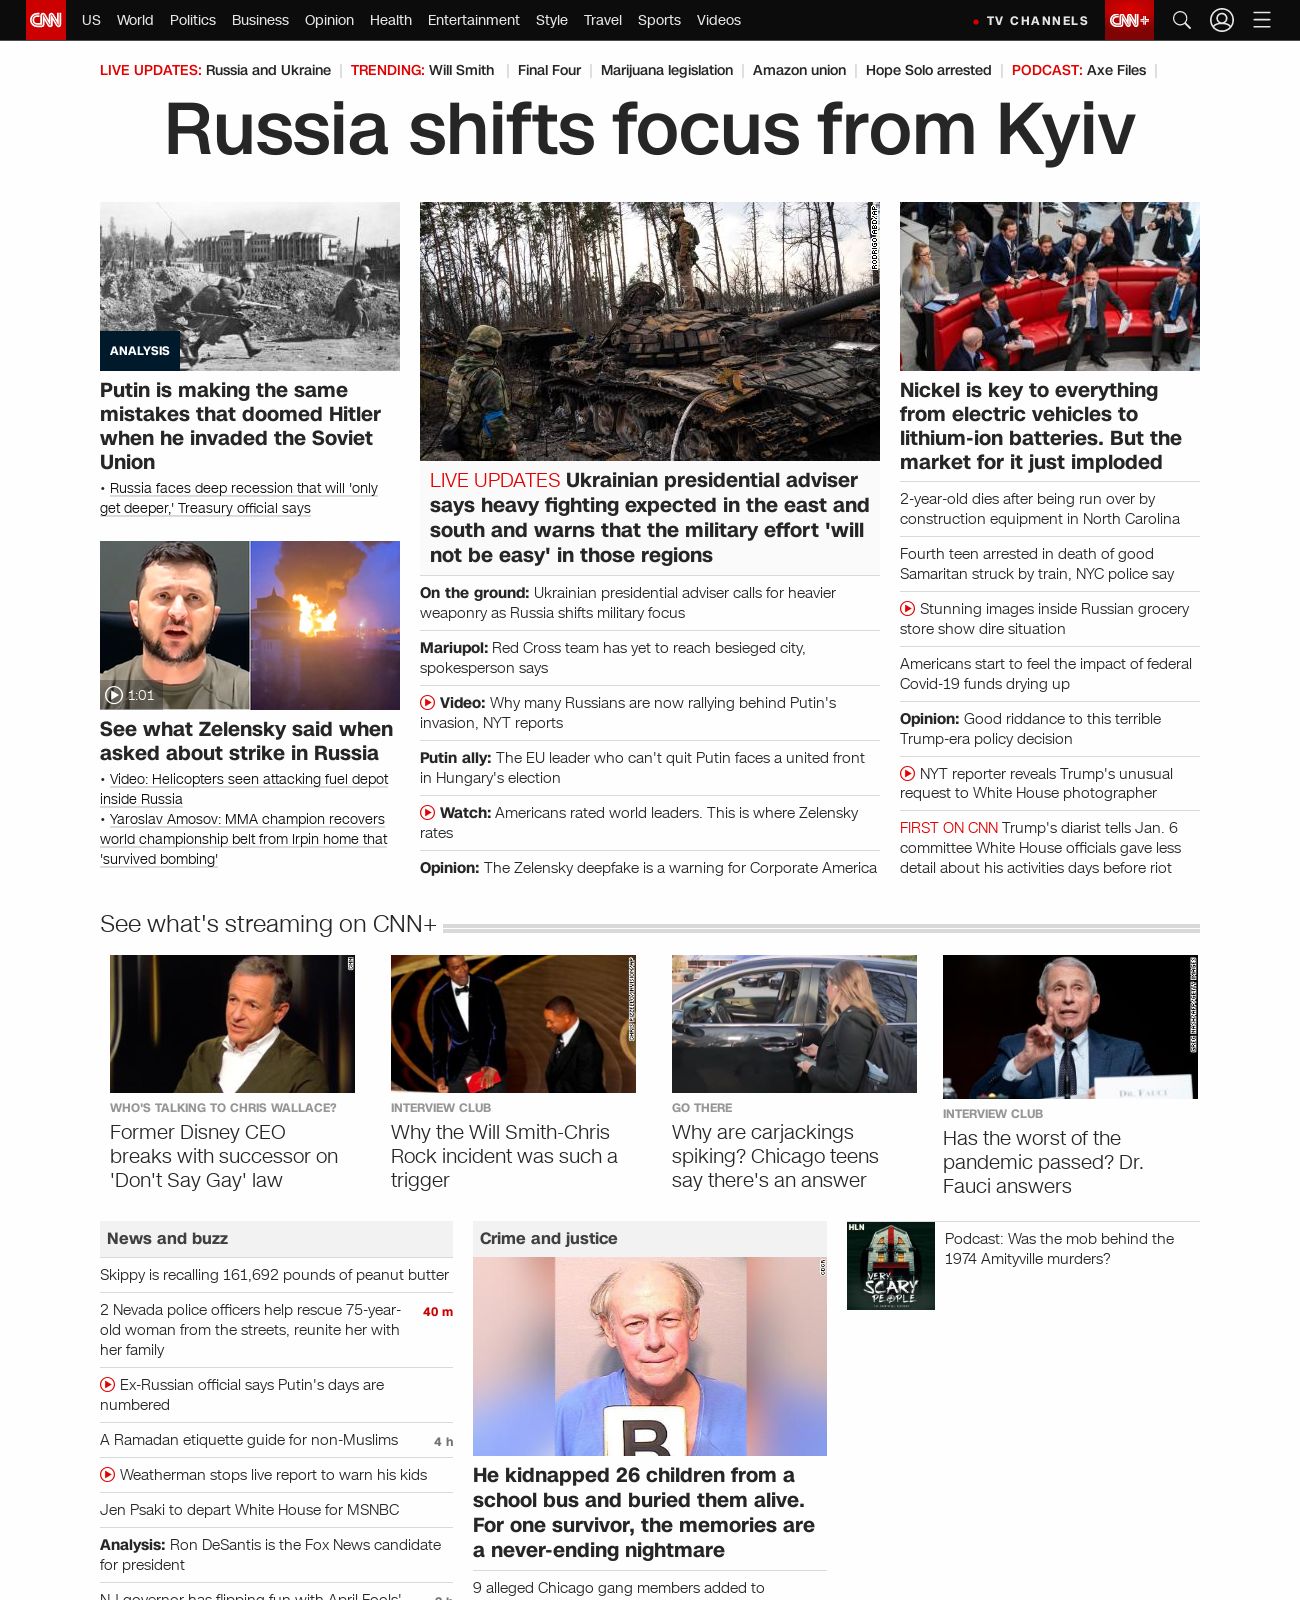 CNN US World Politics Business Opinion Health Entertainment Style Travel Sports Videos TV CHANNELS CNN+
LIVE UPDATES: Russia and Ukraine TRENDING: Will Smith Final Four Marijuana legislation Amazon union Hope Solo arrested PODCAST: Axe Files
Russia shifts focus from Kyiv
ANALYSIS
Putin is making the same
mistakes that doomed Hitler
when he invaded the Soviet
Union
• Russia faces deep recession that will 'only
get deeper,' Treasury official says
1:01
See what Zelensky said when
asked about strike in Russia
• Video: Helicopters seen attacking fuel depot
inside Russia
• Yaroslav Amosov: MMA champion recovers
world championship belt from Irpin home that
'survived bombing'
RODRIGO ABD/AP
LIVE UPDATES Ukrainian presidential adviser
says heavy fighting expected in the east and
south and warns that the military effort 'will
not be easy' in those regions
On the ground: Ukrainian presidential adviser calls for heavier
weaponry as Russia shifts military focus
Mariupol: Red Cross team has yet to reach besieged city,
spokesperson says
Video: Why many Russians are now rallying behind Putin's
invasion, NYT reports
Putin ally: The EU leader who can't quit Putin faces a united front
in Hungary's election
Watch: Americans rated world leaders. This is where Zelensky
rates
Opinion: The Zelensky deepfake is a warning for Corporate America
Nickel is key to everything
from electric vehicles to
lithium-ion batteries. But the
market for it just imploded
2-year-old dies after being run over by
construction equipment in North Carolina
Fourth teen arrested in death of good
Samaritan struck by train, NYC police say
Stunning images inside Russian grocery
store show dire situation
Americans start to feel the impact of federal
Covid-19 funds drying up
Opinion: Good riddance to this terrible
Trump-era policy decision
NYT reporter reveals Trump's unusual
request to White House photographer
FIRST ON CNN Trump's diarist tells Jan. 6
committee White House officials gave less
detail about his activities days before riot
See what's streaming on CNN+
CNN
WHO'S TALKING TO CHRIS WALLACE?
Former Disney CEO
breaks with successor on
'Don't Say Gay' law
INTERVIEW CLUB
Why the Will Smith-Chris
Rock incident was such a
trigger
GO THERE
Why are carjackings
spiking? Chicago teens
say there's an answer
DR. FAUCI
INTERVIEW CLUB
Has the worst of the
pandemic passed? Dr.
Fauci answers
News and buzz
Skippy is recalling 161,692 pounds of peanut butter
2 Nevada police officers help rescue 75-year- 40 m
old woman from the streets, reunite her with
her family
Ex-Russian official says Putin's days are
numbered
A Ramadan etiquette guide for non-Muslims 4 h
Weatherman stops live report to warn his kids
Jen Psaki to depart White House for MSNBC
Analysis: Ron DeSantis is the Fox News candidate
for president
NJ governor has flipping fun with April Fools'
Crime and justice
CDCR
B
He kidnapped 26 children from a
school bus and buried them alive.
For one survivor, the memories are
a never-ending nightmare
9 alleged Chicago gang members added to
HLN
VERY
SCARY
PEOPLE
Podcast: Was the mob behind the
1974 Amityville murders?